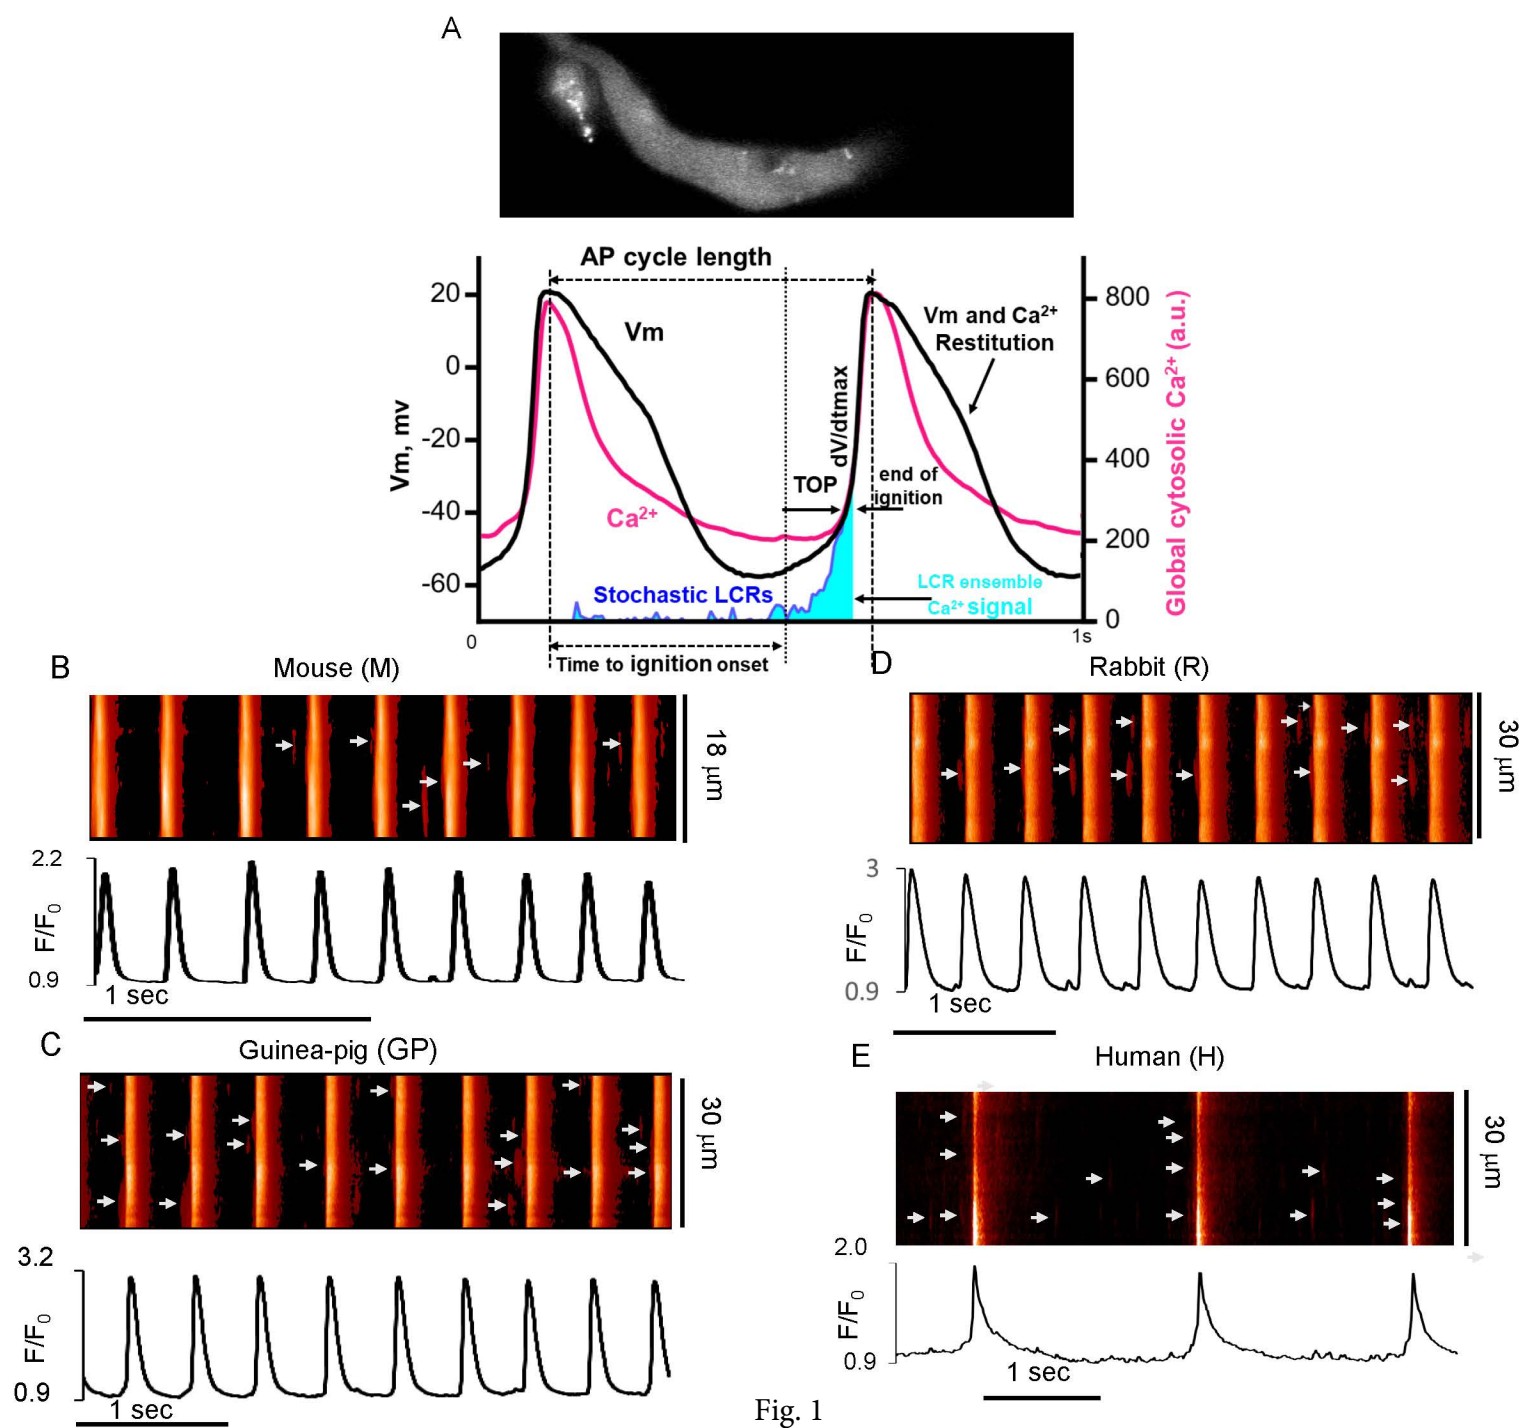 A
AP cycle length
20
0
-20
-40
-60
Vm, mv
Vm
Ca²⁺
Vm and Ca²⁺
Restitution
dV/dtmax
TOP
end of
ignition
Stochastic LCRs
LCR ensemble
Ca²⁺ signal
800
600
400
200
0
Global cytosolic Ca²⁺ (a.u.)
0
1s
Time to ignition onset
B
Mouse (M)
18 µm
2.2
F/F₀
0.9
1 sec
C
Guinea-pig (GP)
30 µm
3.2
F/F₀
0.9
1 sec
D
Rabbit (R)
30 µm
3
F/F₀
0.9
1 sec
E
Human (H)
30 µm
2.0
F/F₀
0.9
1 sec
Fig. 1